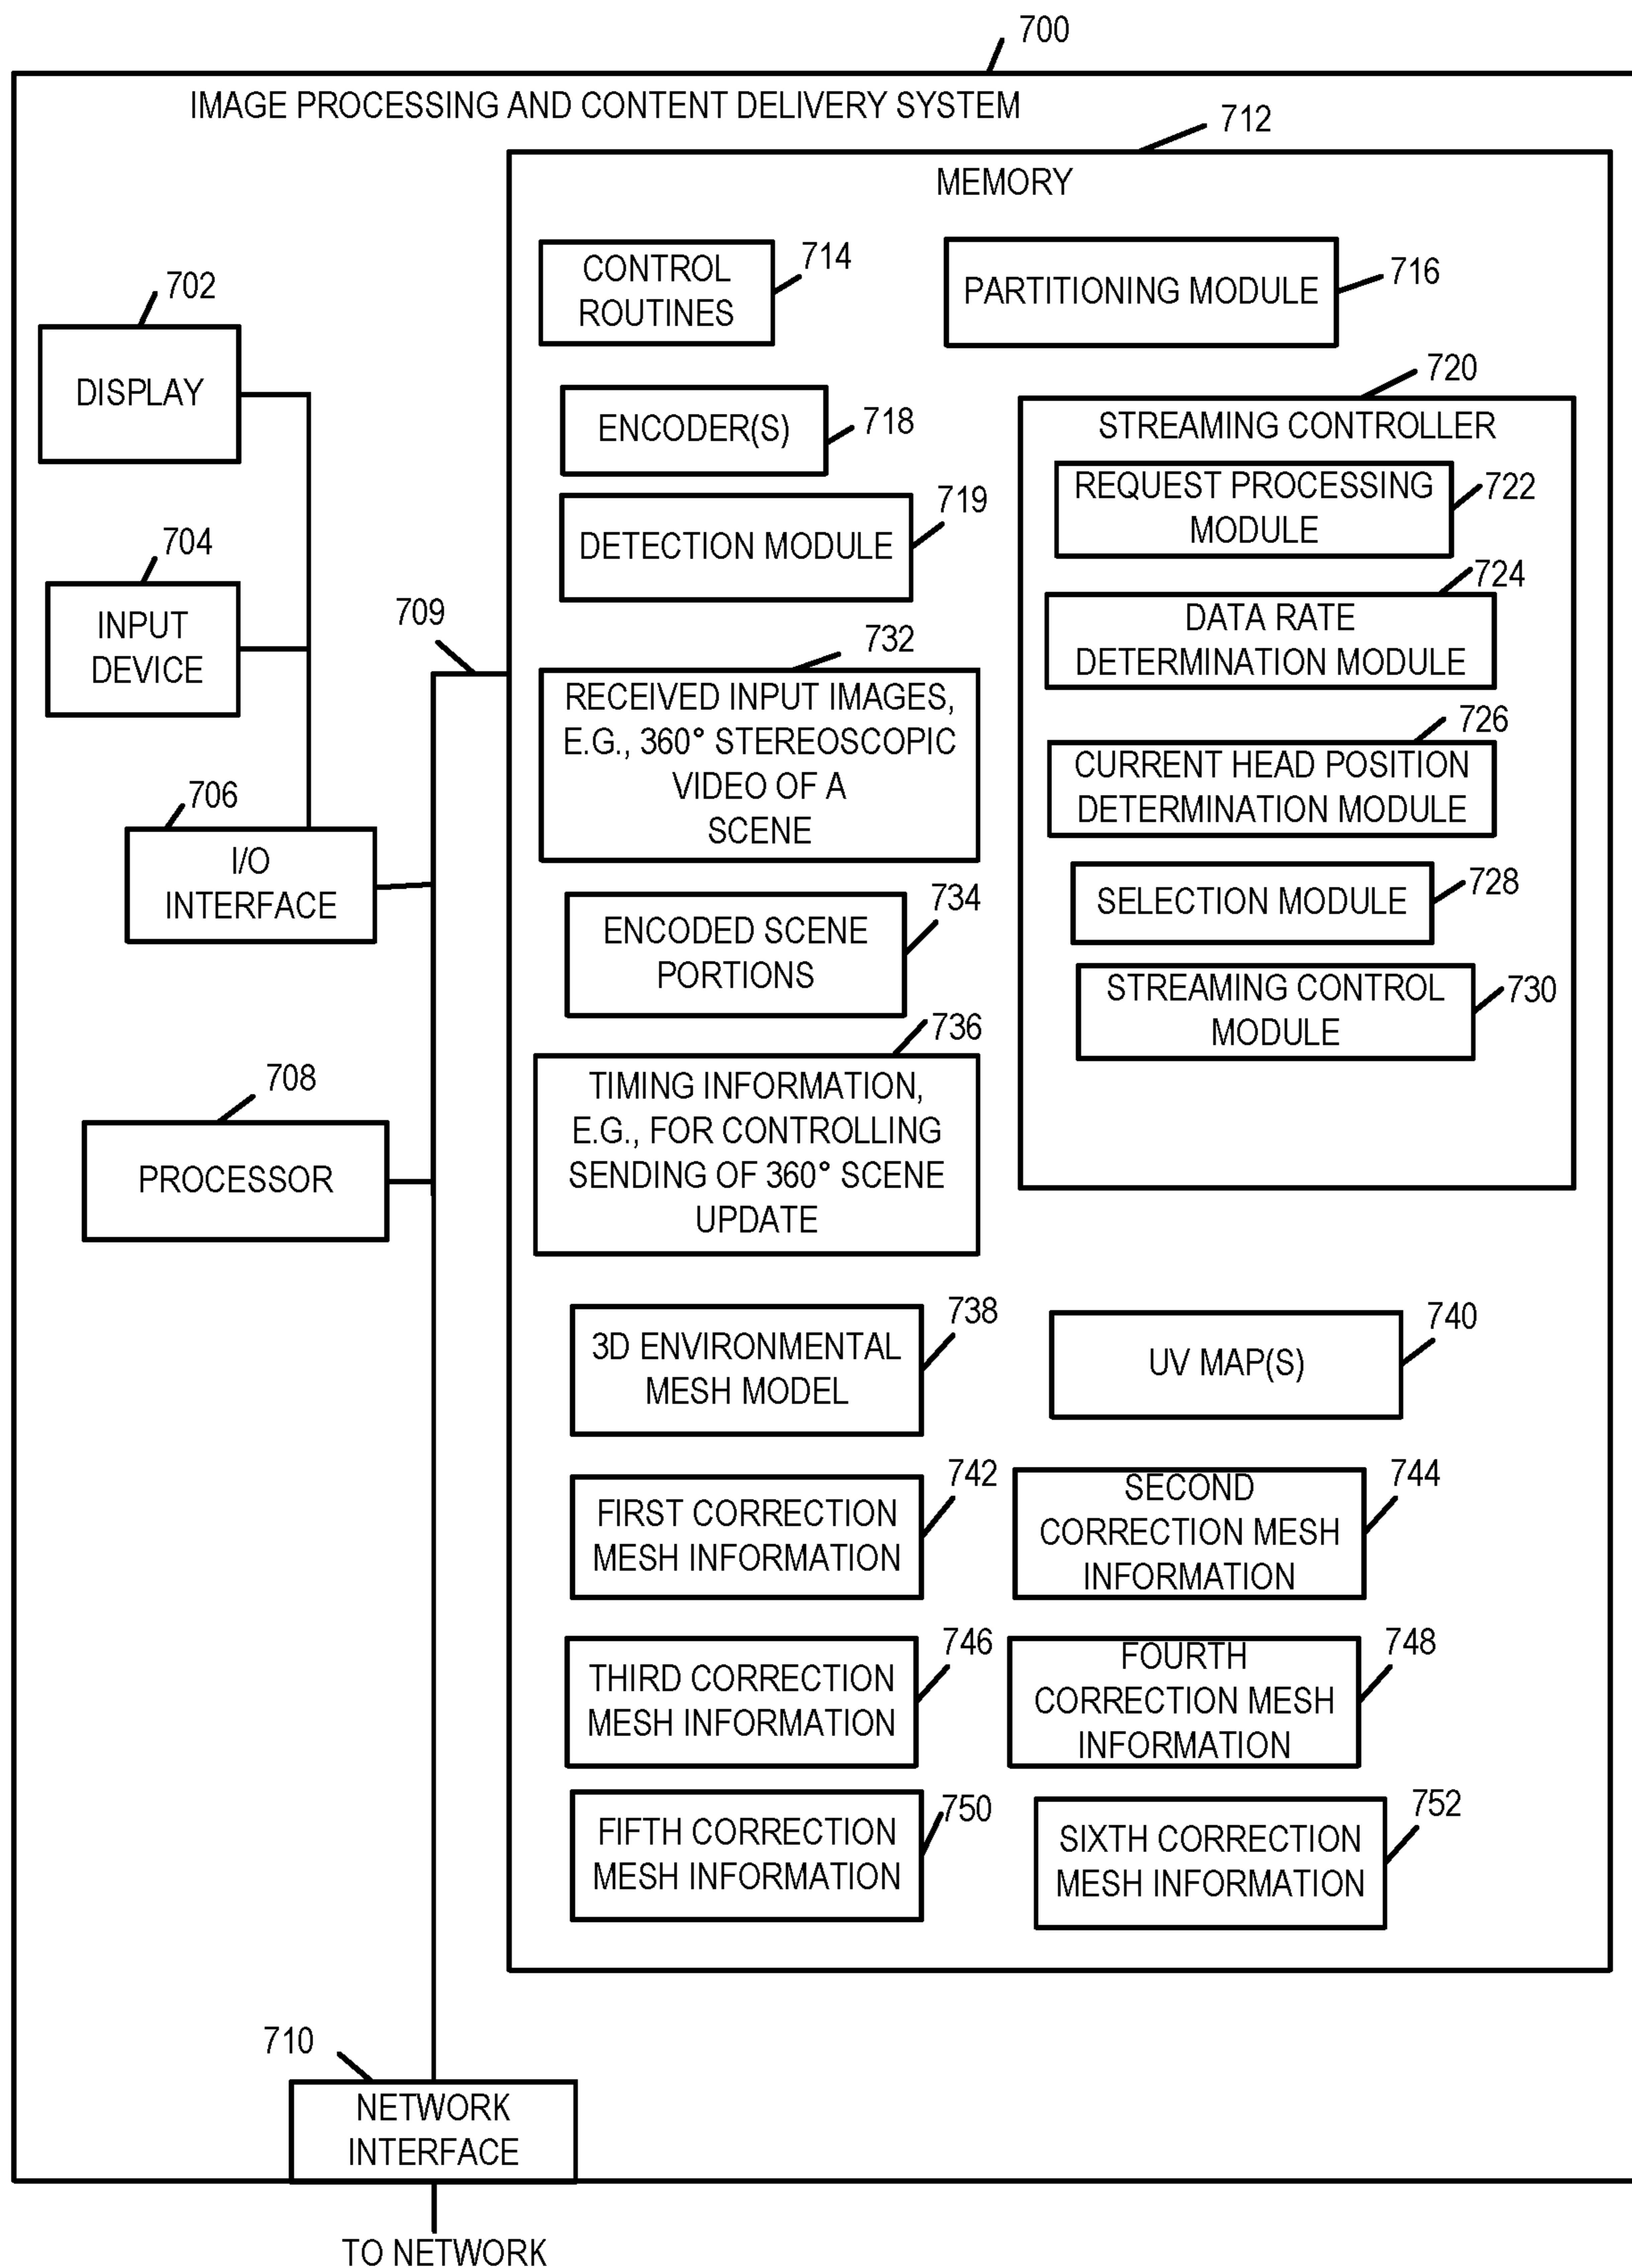 700
IMAGE PROCESSING AND CONTENT DELIVERY SYSTEM
712
MEMORY
CONTROL
ROUTINES
714
PARTITIONING MODULE
716
702
DISPLAY
ENCODER(S)
718
720
STREAMING CONTROLLER
REQUEST PROCESSING
MODULE
722
719
DETECTION MODULE
704
INPUT
DEVICE
724
DATA RATE
DETERMINATION MODULE
709
732
RECEIVED INPUT IMAGES,
E.G., 360° STEREOSCOPIC
VIDEO OF A
SCENE
726
CURRENT HEAD POSITION
DETERMINATION MODULE
706
I/O
INTERFACE
SELECTION MODULE
728
734
ENCODED SCENE
PORTIONS
STREAMING CONTROL
MODULE
730
736
TIMING INFORMATION,
E.G., FOR CONTROLLING
SENDING OF 360° SCENE
UPDATE
708
PROCESSOR
738
3D ENVIRONMENTAL
MESH MODEL
740
UV MAP(S)
742
FIRST CORRECTION
MESH INFORMATION
744
SECOND
CORRECTION MESH
INFORMATION
746
THIRD CORRECTION
MESH INFORMATION
748
FOURTH
CORRECTION MESH
INFORMATION
750
FIFTH CORRECTION
MESH INFORMATION
752
SIXTH CORRECTION
MESH INFORMATION
710
NETWORK
INTERFACE
TO NETWORK